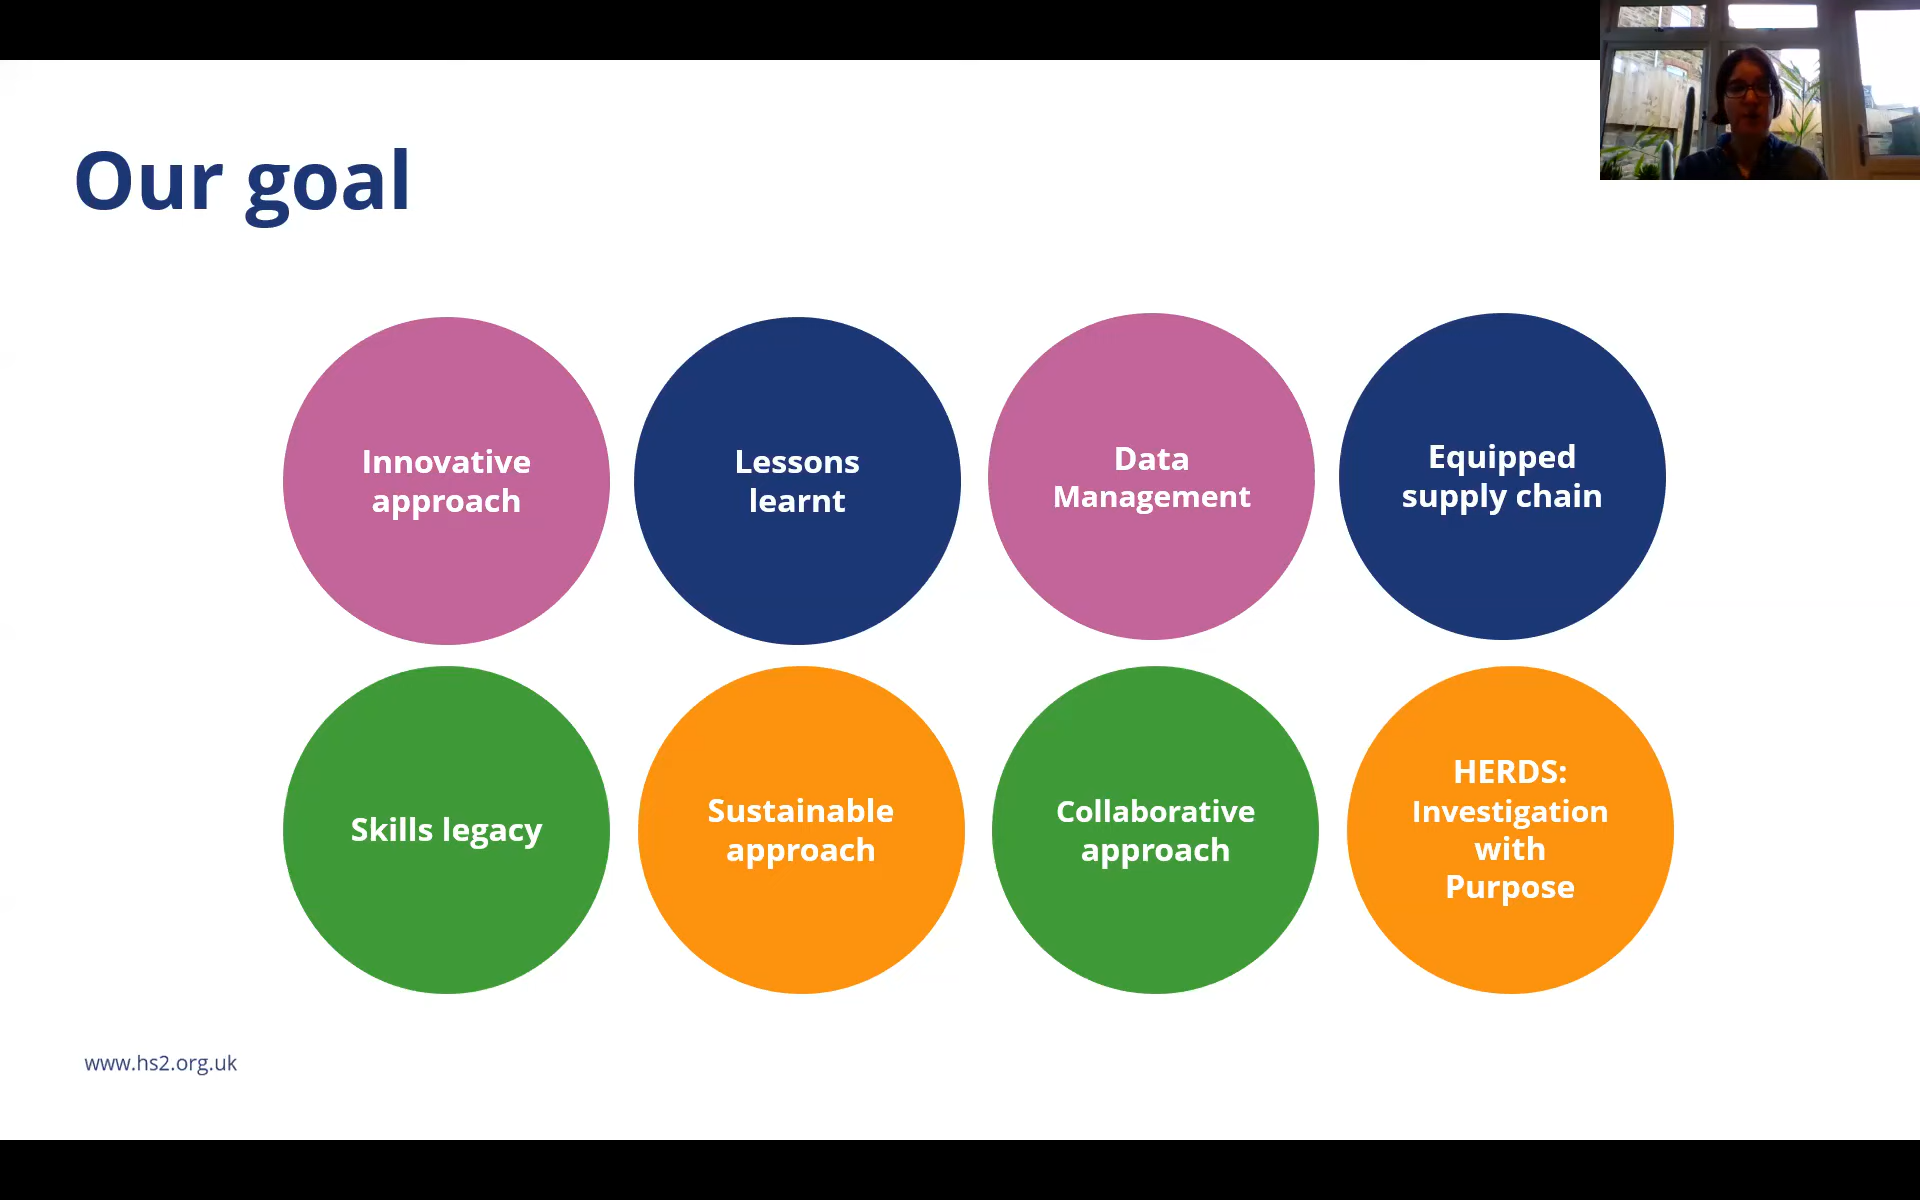 Our goal
Innovative
approach
Lessons
learnt
Data
Management
Equipped
supply chain
Skills legacy
Sustainable
approach
Collaborative
approach
HERDS:
Investigation
with
Purpose
www.hs2.org.uk